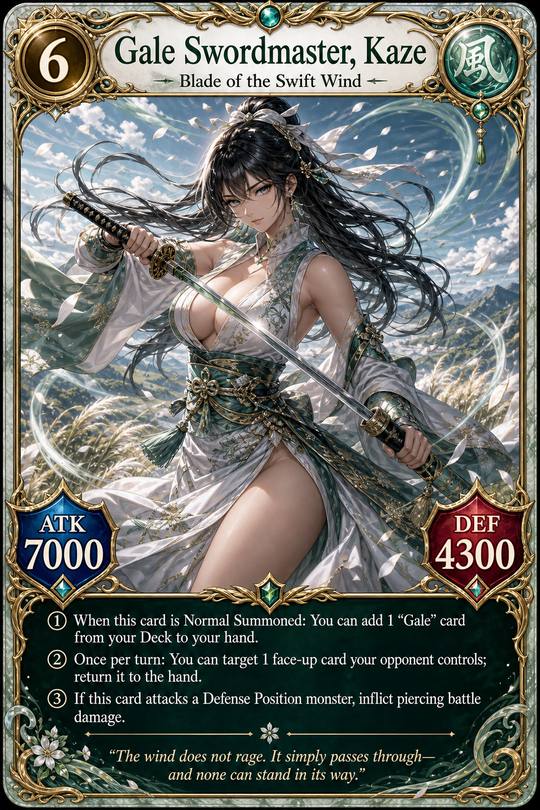 6
Gale Swordmaster, Kaze
風
Blade of the Swift Wind
ATK
7000
DEF
4300
① When this card is Normal Summoned: You can add 1 “Gale” card
from your Deck to your hand.
② Once per turn: You can target 1 face-up card your opponent controls;
return it to the hand.
③ If this card attacks a Defense Position monster, inflict piercing battle
damage.
“The wind does not rage. It simply passes through—
and none can stand in its way.”